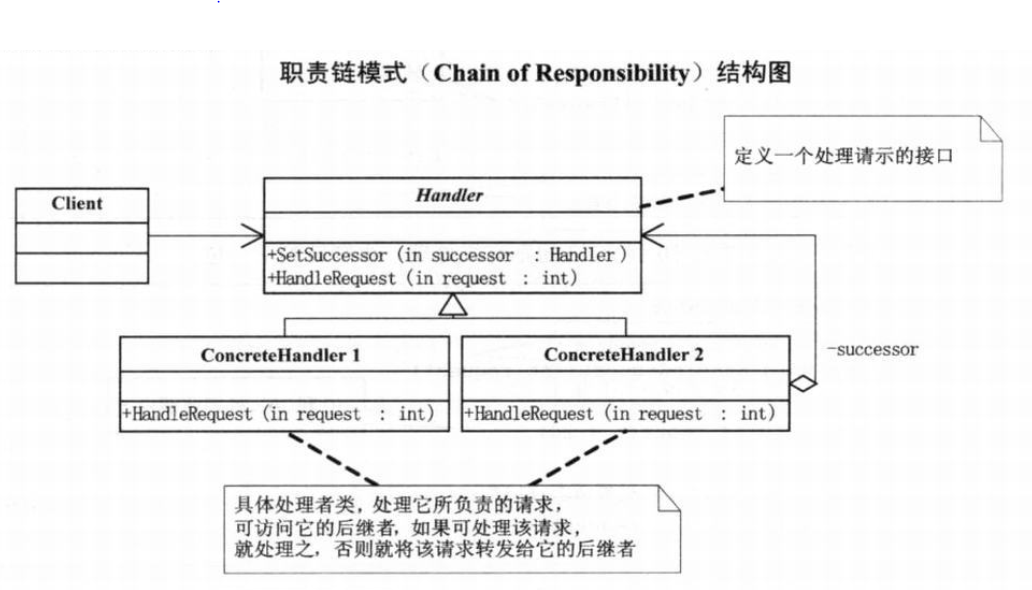 职责链模式（Chain of Responsibility）结构图
定义一个处理请示的接口
Client
Handler
+SetSuccessor (in successor : Handler)
+HandleRequest (in request : int)
ConcreteHandler 1
+HandleRequest (in request : int)
ConcreteHandler 2
+HandleRequest (in request : int)
-successor
具体处理者类，处理它所负责的请求，
可访问它的后继者，如果可处理该请求，
就处理之，否则就将该请求转发给它的后继者